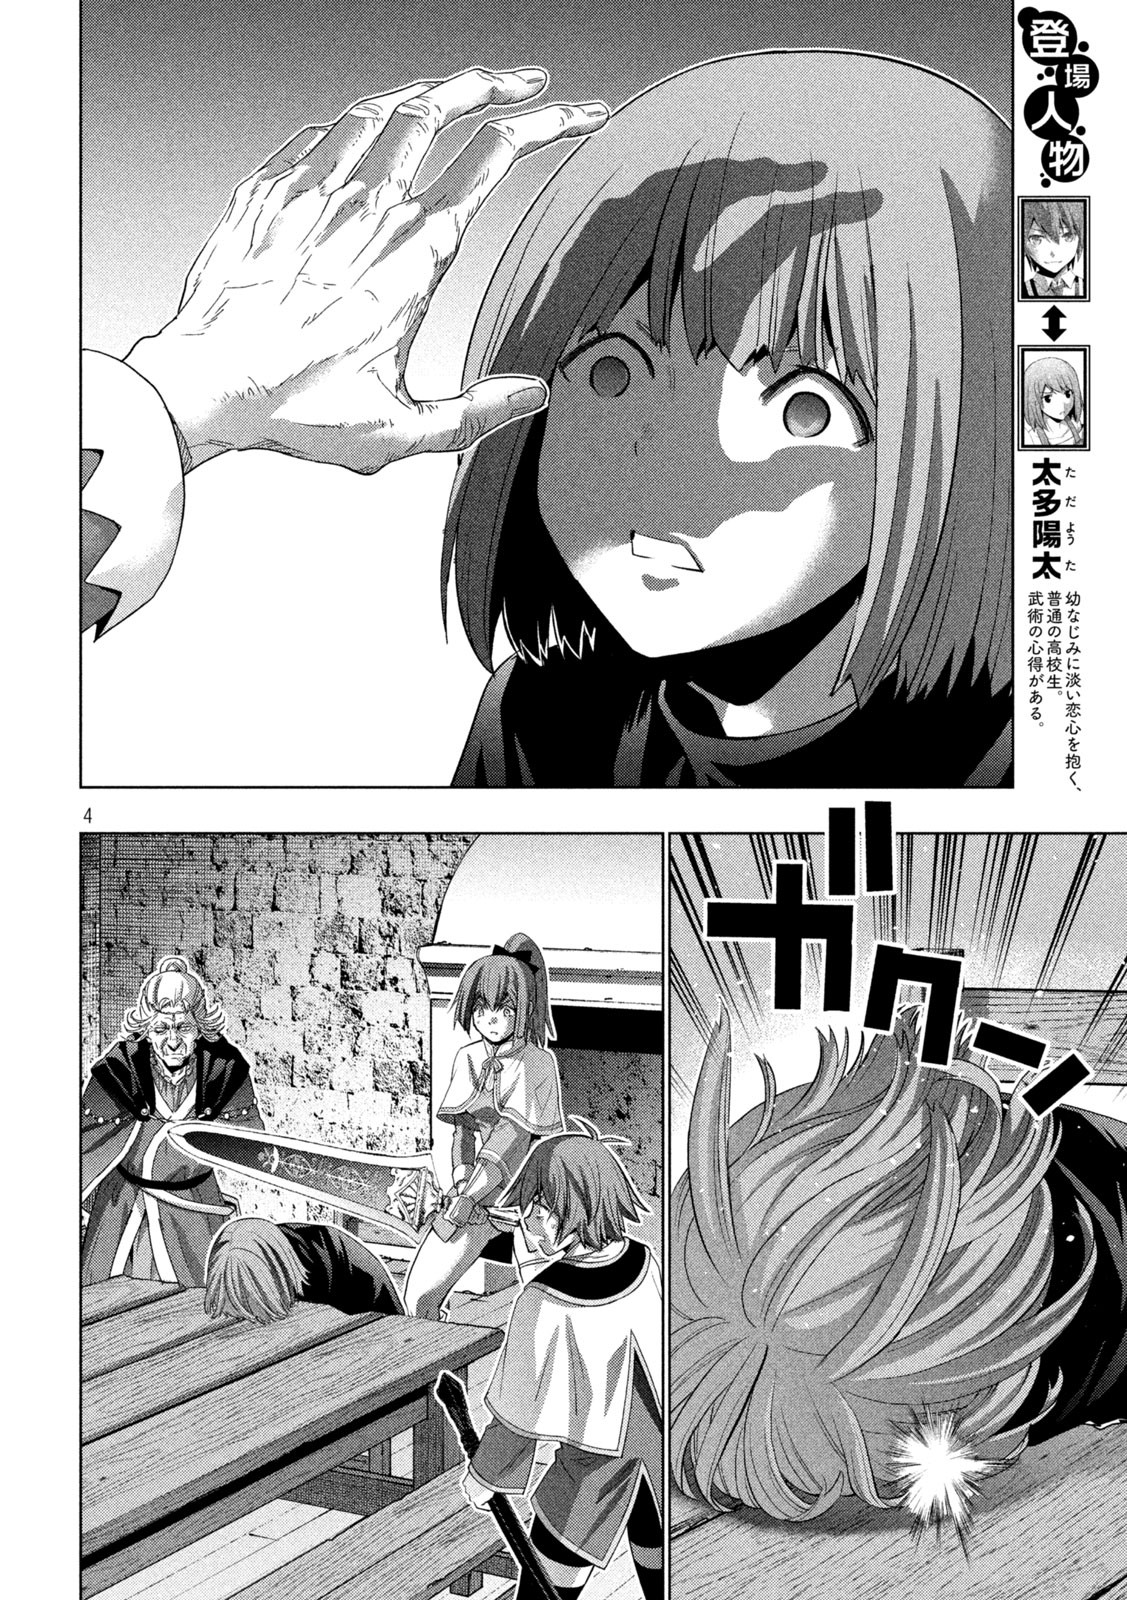 登場人物
太多陽太
ただようた
幼なじみに淡い恋心を抱く、
普通の高校生。
武術の心得がある。
4
ガクーン